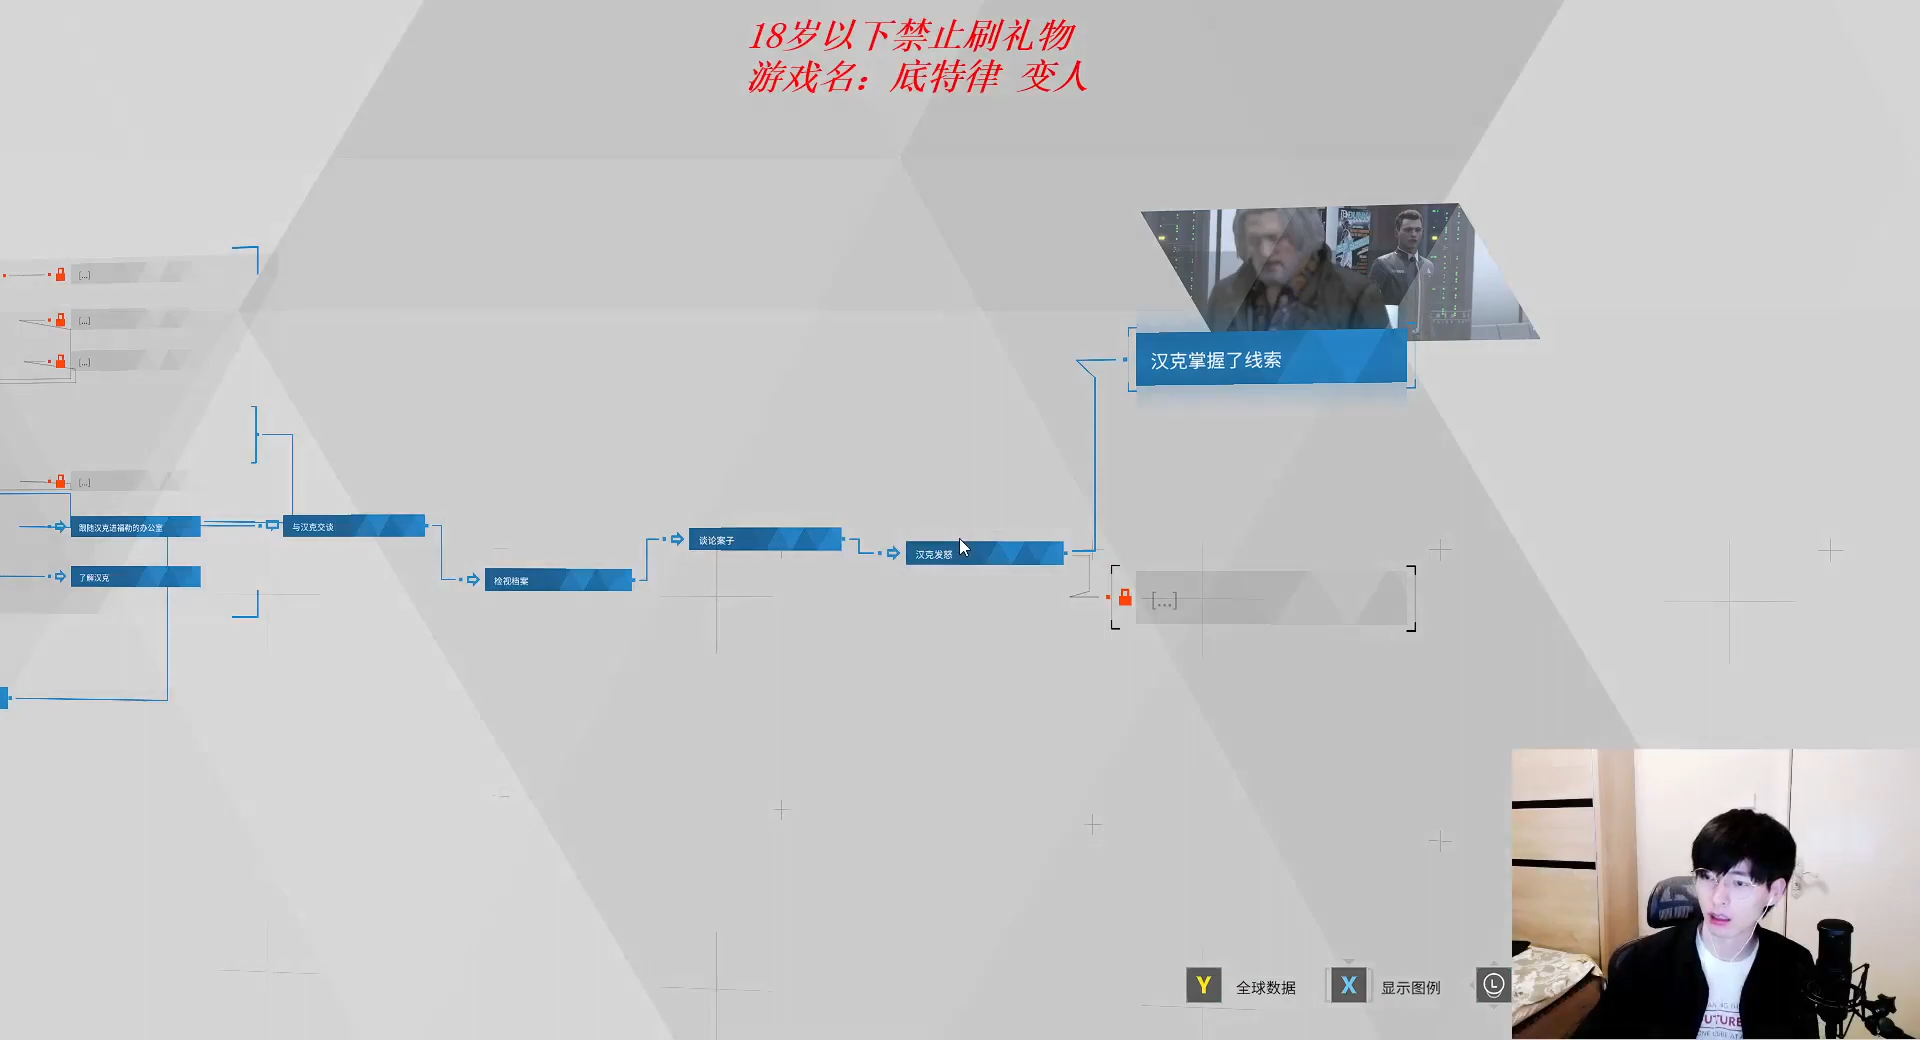 18岁以下禁止刷礼物
游戏名：底特律 变人
[...]
[...]
[...]
汉克掌握了线索
[...]
跟随汉克进福勒的办公室
与汉克交谈
谈论案子
汉克发怒
了解汉克
检视档案
[...]
Y 全球数据
X 显示图例
L
UTURE